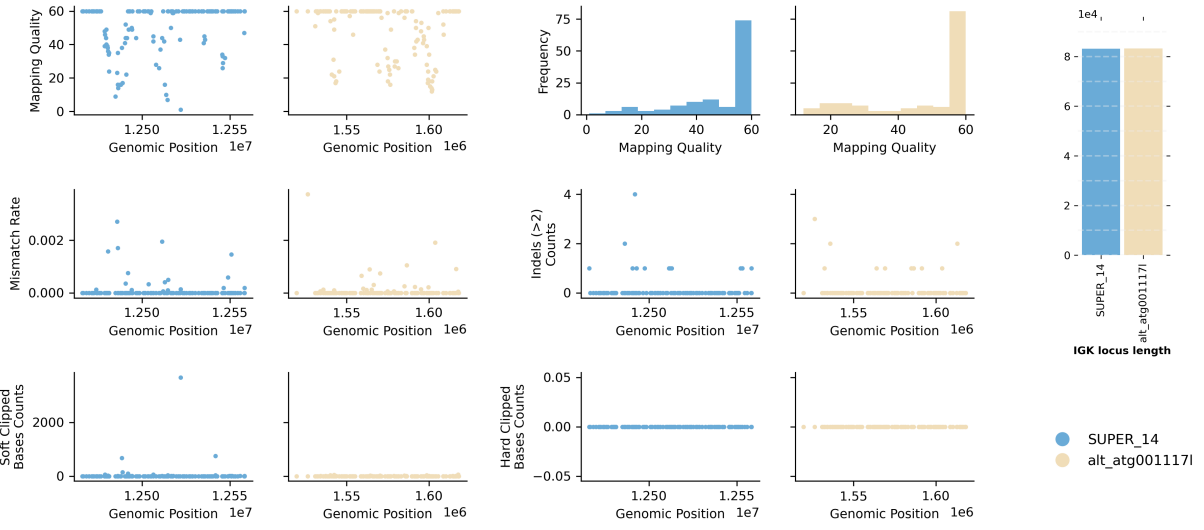 Mapping Quality
60
40
20
0
1.250
1.255
Genomic Position
1e7
1.55
1.60
Genomic Position
1e6
Frequency
75
50
25
0
0
20
40
60
Mapping Quality
20
40
60
Mapping Quality
1e4
8
6
4
2
0
SUPER_14
alt_atg001117l
IGK locus length
Mismatch Rate
0.002
0.000
1.250
1.255
Genomic Position
1e7
1.55
1.60
Genomic Position
1e6
Indels (>2)
Counts
4
2
0
1.250
1.255
Genomic Position
1e7
1.55
1.60
Genomic Position
1e6
Soft Clipped
Bases Counts
2000
0
1.250
1.255
Genomic Position
1e7
1.55
1.60
Genomic Position
1e6
Hard Clipped
Bases Counts
0.05
0.00
−0.05
1.250
1.255
Genomic Position
1e7
1.55
1.60
Genomic Position
1e6
SUPER_14
alt_atg001117l